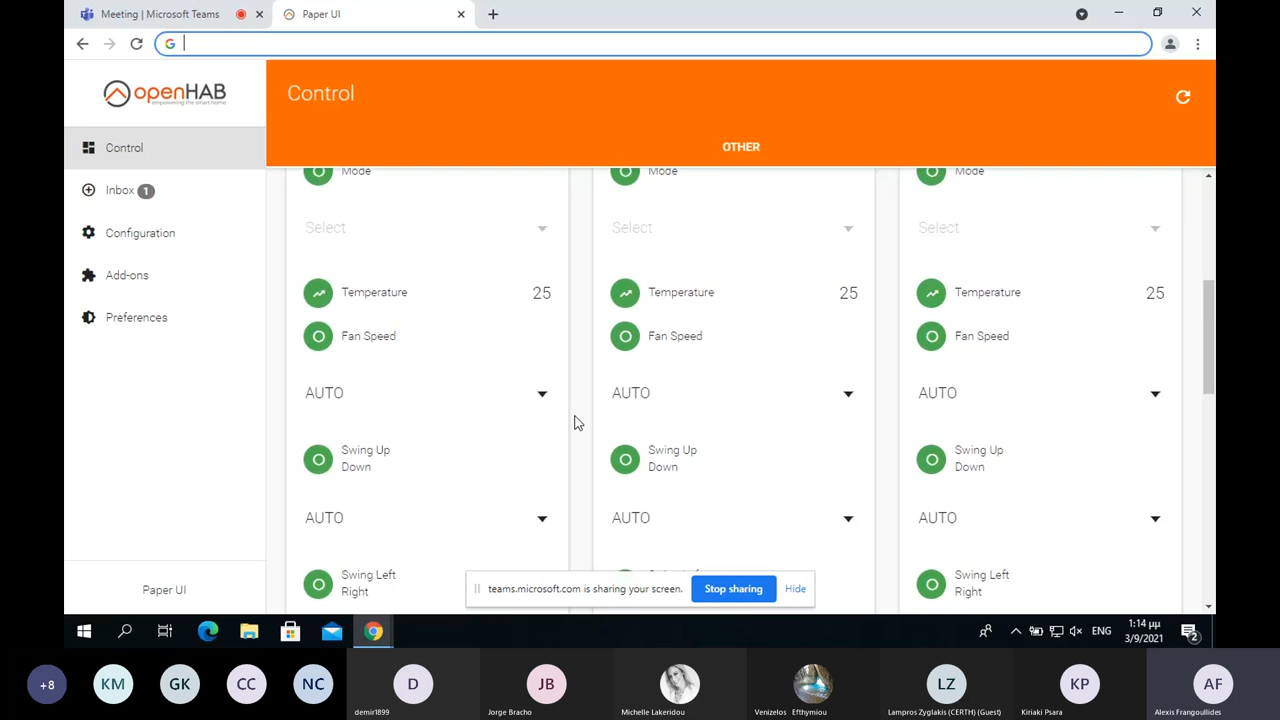 Meeting | Microsoft Teams
Paper UI
openHAB
empowering the smart home
Control
OTHER
Control
Inbox 1
Configuration
Add-ons
Preferences
Paper UI
Mode
Mode
Mode
Select
Select
Select
Temperature 25
Temperature 25
Temperature 25
Fan Speed
Fan Speed
Fan Speed
AUTO
AUTO
AUTO
Swing Up
Down
Swing Up
Down
Swing Up
Down
AUTO
AUTO
AUTO
Swing Left
Right
Swing Left
Right
teams.microsoft.com is sharing your screen.
Stop sharing
Hide
ENG
1:14 μμ
3/9/2021
2
+8
KM
GK
CC
NC
D
demir1899
JB
Jorge Bracho
Michelle Lakeridou
Venizelos Efthymiou
LZ
Lampros Zyglakis (CERTH) (Guest)
KP
Kiriaki Psara
AF
Alexis Frangoullides